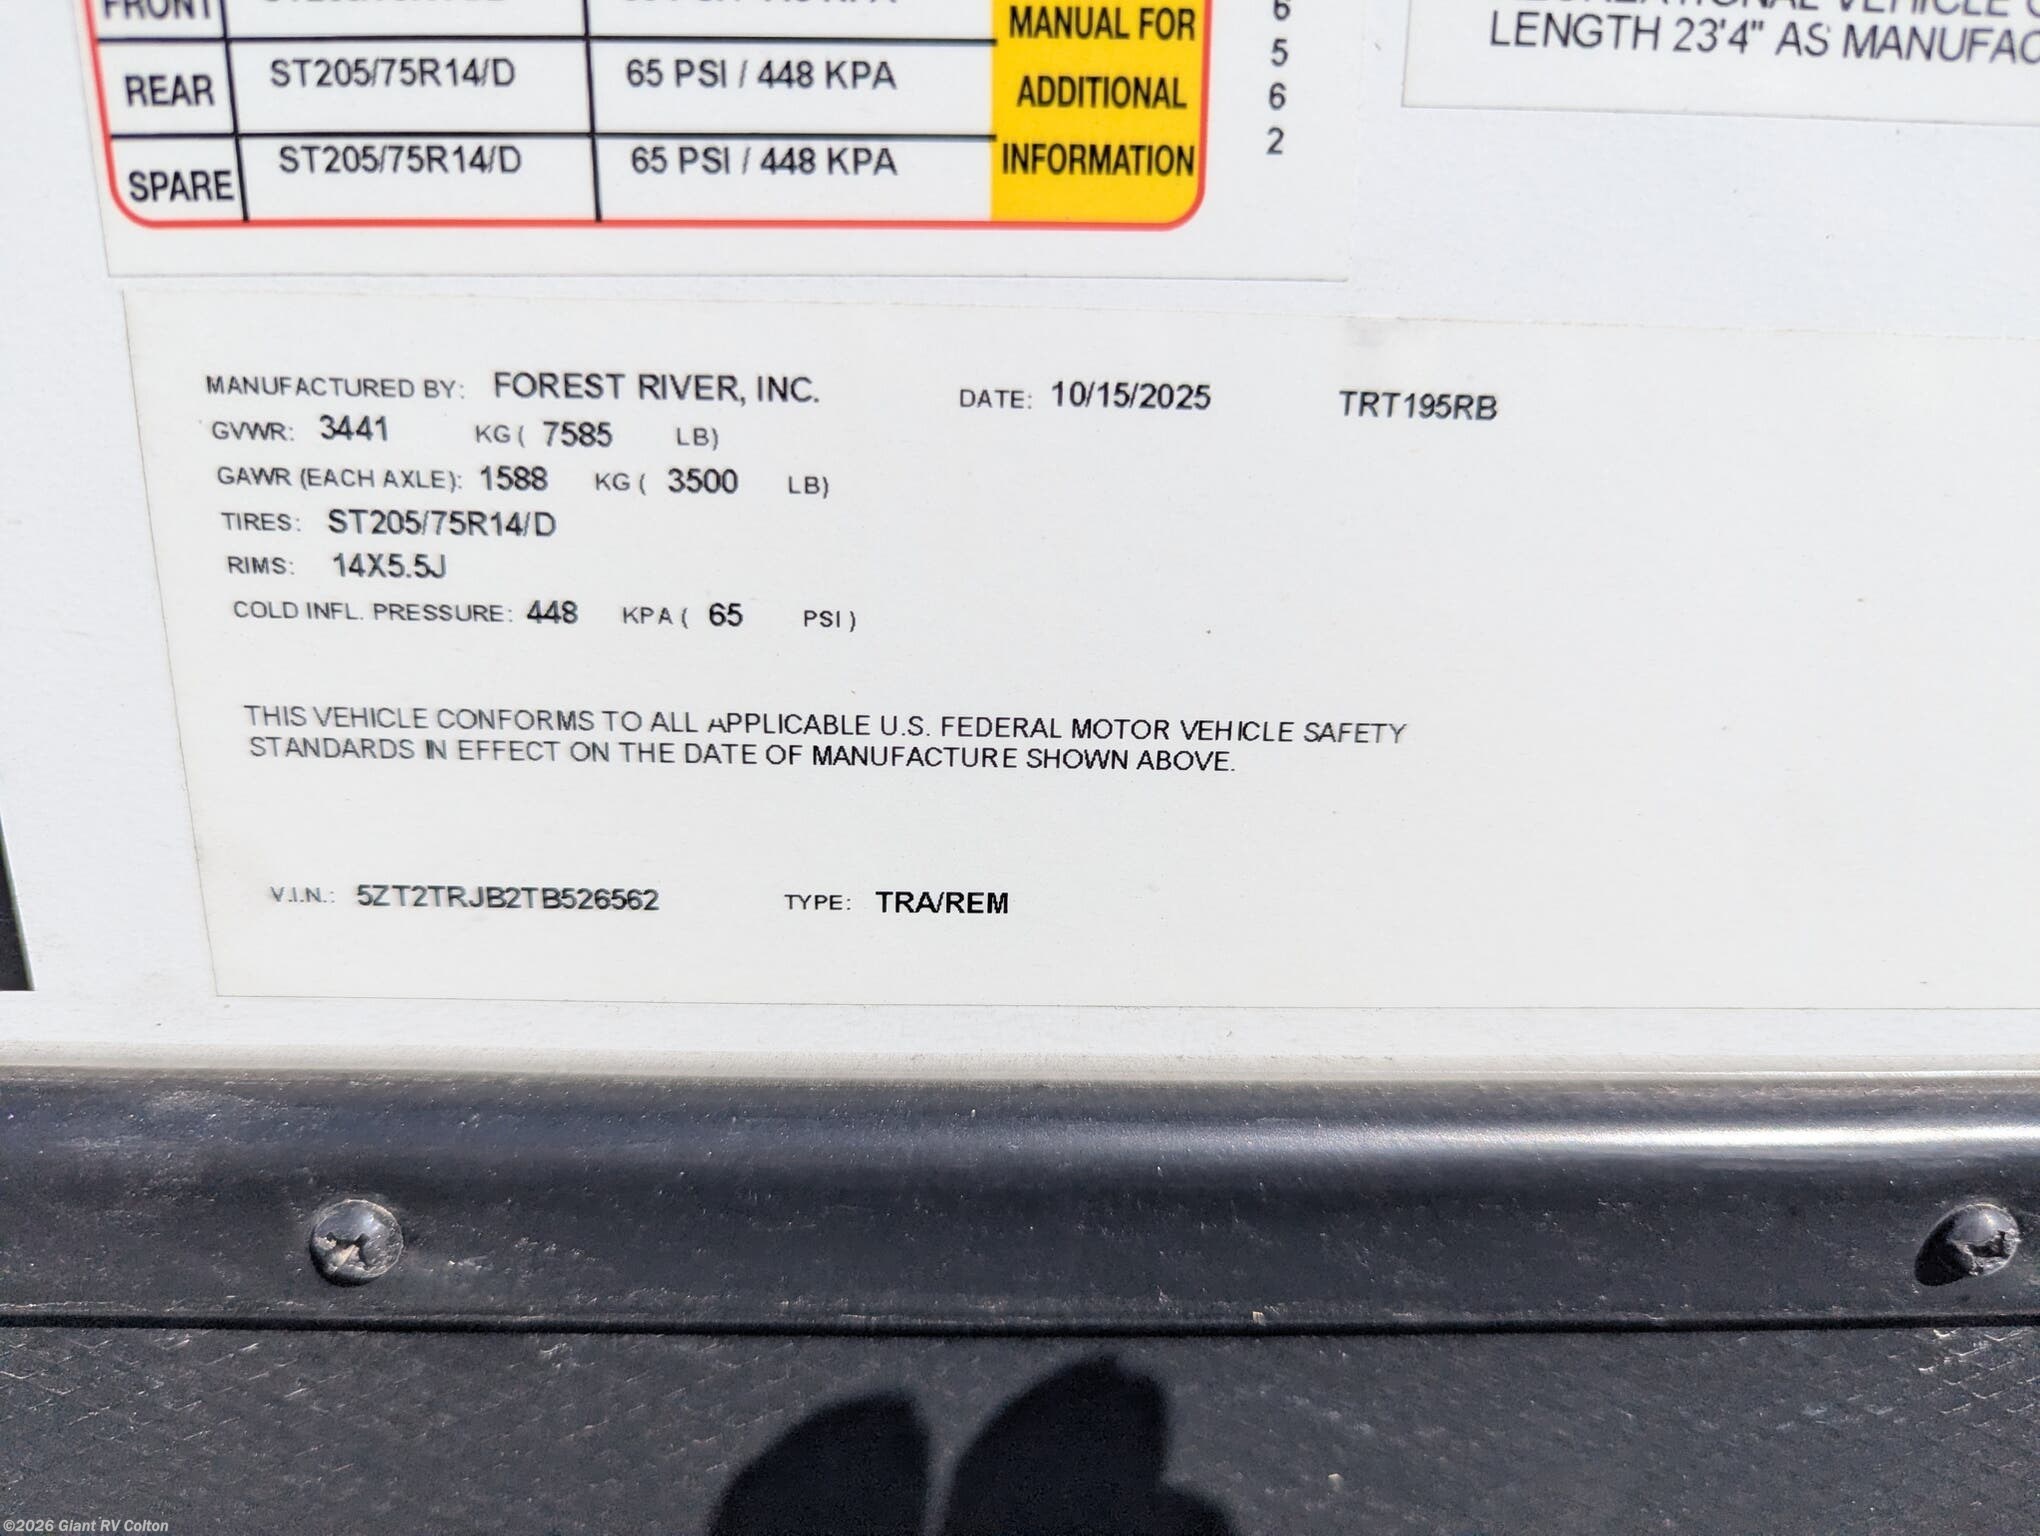 FRONT
REAR ST205/75R14/D 65 PSI / 448 KPA
SPARE ST205/75R14/D 65 PSI / 448 KPA
MANUAL FOR
ADDITIONAL
INFORMATION
6
5
6
2
VEHICLE
LENGTH 23'4" AS
MANUFACTURED BY: FOREST RIVER, INC. DATE: 10/15/2025 TRT195RB
GVWR: 3441 KG ( 7585 LB)
GAWR (EACH AXLE): 1588 KG ( 3500 LB)
TIRES: ST205/75R14/D
RIMS: 14X5.5J
COLD INFL. PRESSURE: 448 KPA ( 65 PSI )
THIS VEHICLE CONFORMS TO ALL APPLICABLE U.S. FEDERAL MOTOR VEHICLE SAFETY
STANDARDS IN EFFECT ON THE DATE OF MANUFACTURE SHOWN ABOVE.
V.I.N.: 5ZT2TRJB2TB526562 TYPE: TRA/REM
©2026 Giant RV Colton